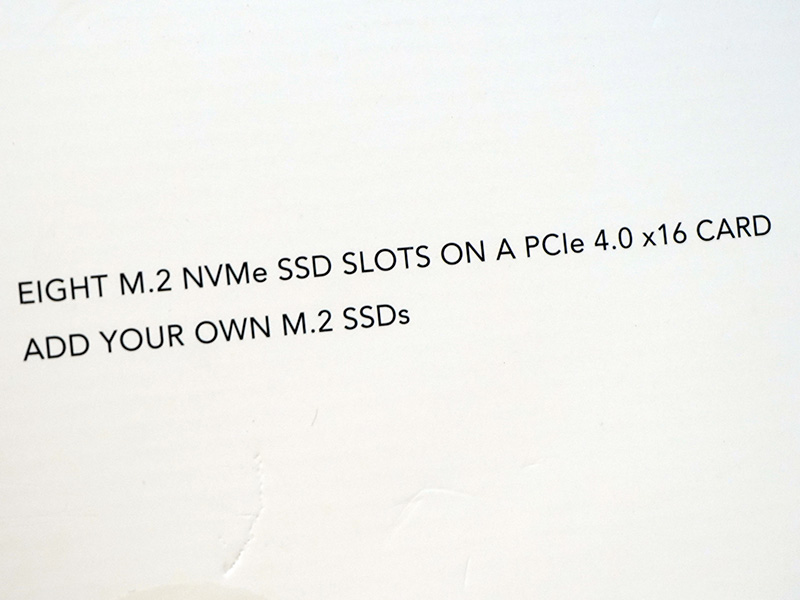 EIGHT M.2 NVMe SSD SLOTS ON A PCIe 4.0 x16 CARD
ADD YOUR OWN M.2 SSDs